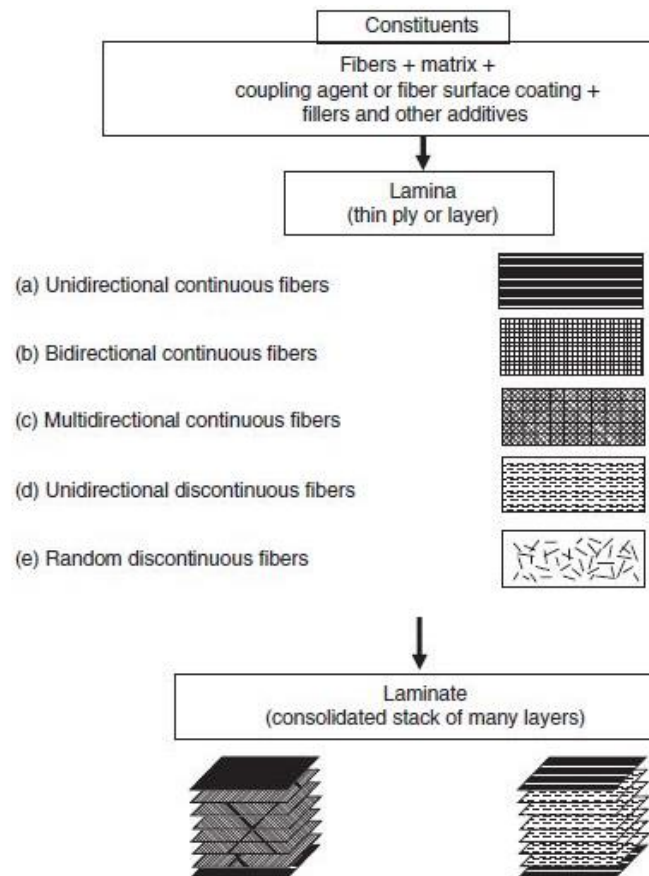 Constituents
Fibers + matrix +
coupling agent or fiber surface coating +
fillers and other additives
Lamina
(thin ply or layer)
(a) Unidirectional continuous fibers
(b) Bidirectional continuous fibers
(c) Multidirectional continuous fibers
(d) Unidirectional discontinuous fibers
(e) Random discontinuous fibers
Laminate
(consolidated stack of many layers)